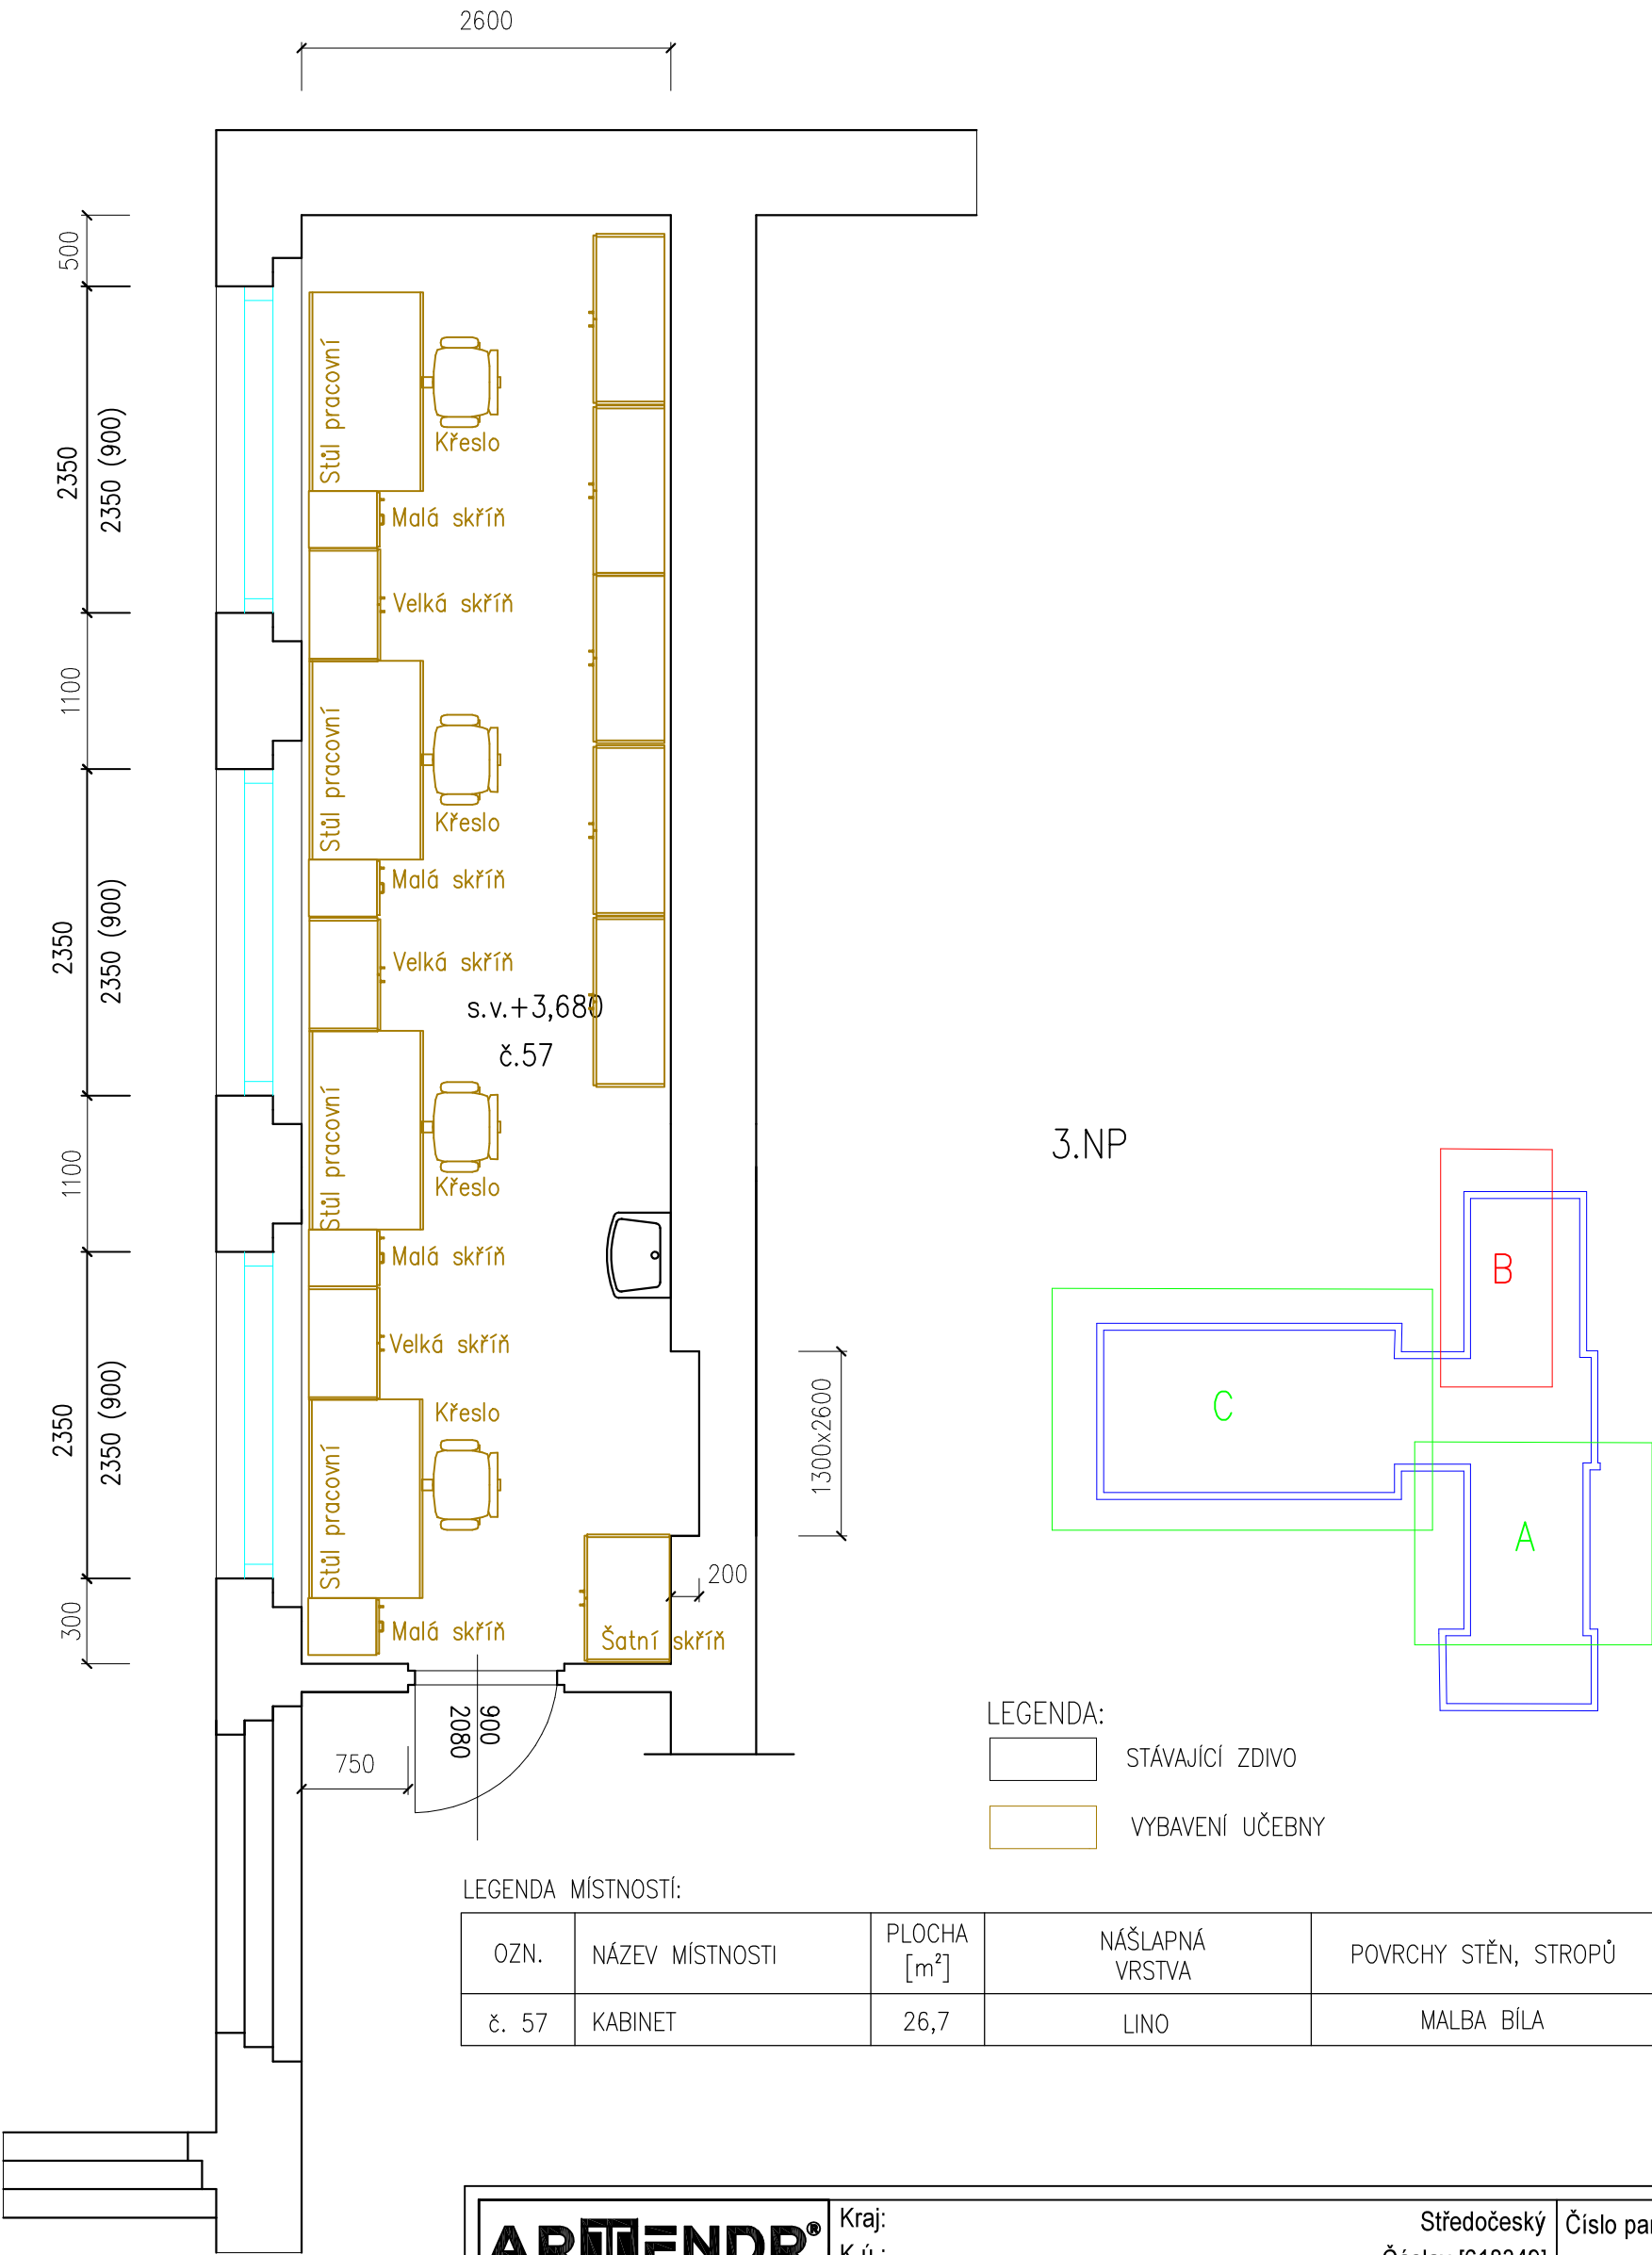 2600
500
2350
2350 (900)
1100
2350
2350 (900)
1100
2350
2350 (900)
300
Stůl pracovní
Křeslo
Malá skříň
Velká skříň
Stůl pracovní
Křeslo
Malá skříň
Velká skříň
s.v.+3,680
č.57
Stůl pracovní
Křeslo
Malá skříň
Velká skříň
Křeslo
Stůl pracovní
Malá skříň
Šatní skříň
1300x2600
200
900
2080
750
3.NP
B
C
A
LEGENDA:
STÁVAJÍCÍ ZDIVO
VYBAVENÍ UČEBNY
LEGENDA MÍSTNOSTÍ:
OZN. NÁZEV MÍSTNOSTI PLOCHA [m²] NÁŠLAPNÁ VRSTVA POVRCHY STĚN, STROPŮ
č. 57 KABINET 26,7 LINO MALBA BÍLA
Kraj: Středočeský Číslo par